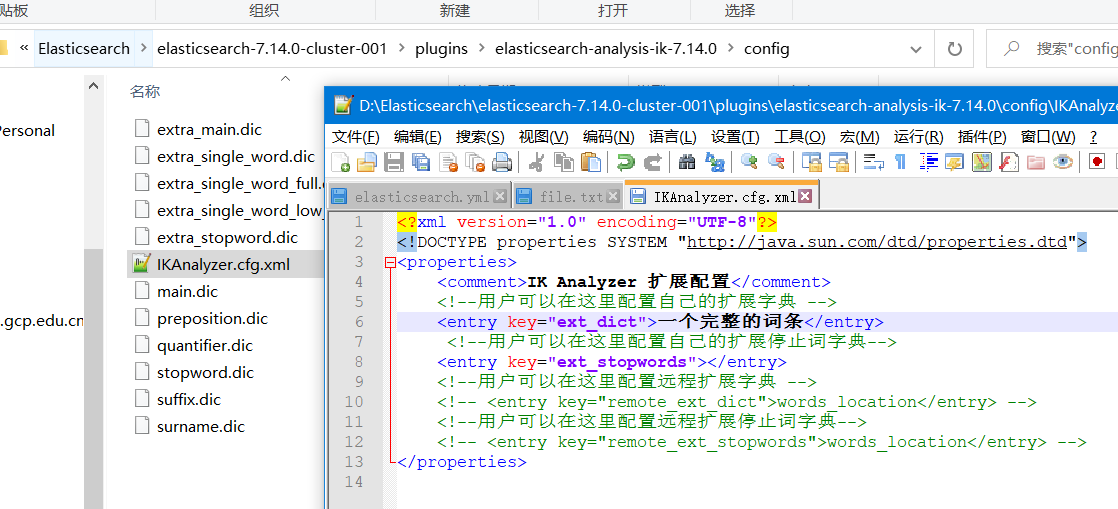 贴板
组织
新建
打开
选择
« Elasticsearch > elasticsearch-7.14.0-cluster-001 > plugins > elasticsearch-analysis-ik-7.14.0 > config
搜索"config
名称
Personal
.gcp.edu.cn
extra_main.dic
extra_single_word.dic
extra_single_word_full.
extra_single_word_low_
extra_stopword.dic
IKAnalyzer.cfg.xml
main.dic
preposition.dic
quantifier.dic
stopword.dic
suffix.dic
surname.dic
D:\Elasticsearch\elasticsearch-7.14.0-cluster-001\plugins\elasticsearch-analysis-ik-7.14.0\config\IKAnalyze
文件(F) 编辑(E) 搜索(S) 视图(V) 编码(N) 语言(L) 设置(T) 工具(O) 宏(M) 运行(R) 插件(P) 窗口(W) ?
elasticsearch.yml file.txt IKAnalyzer.cfg.xml
1 <?xml version="1.0" encoding="UTF-8"?>
2 <!DOCTYPE properties SYSTEM "http://java.sun.com/dtd/properties.dtd">
3 <properties>
4 <comment>IK Analyzer 扩展配置</comment>
5 <!--用户可以在这里配置自己的扩展字典 -->
6 <entry key="ext_dict">一个完整的词条</entry>
7 <!--用户可以在这里配置自己的扩展停止词字典-->
8 <entry key="ext_stopwords"></entry>
9 <!--用户可以在这里配置远程扩展字典 -->
10 <!-- <entry key="remote_ext_dict">words_location</entry> -->
11 <!--用户可以在这里配置远程扩展停止词字典-->
12 <!-- <entry key="remote_ext_stopwords">words_location</entry> -->
13 </properties>
14